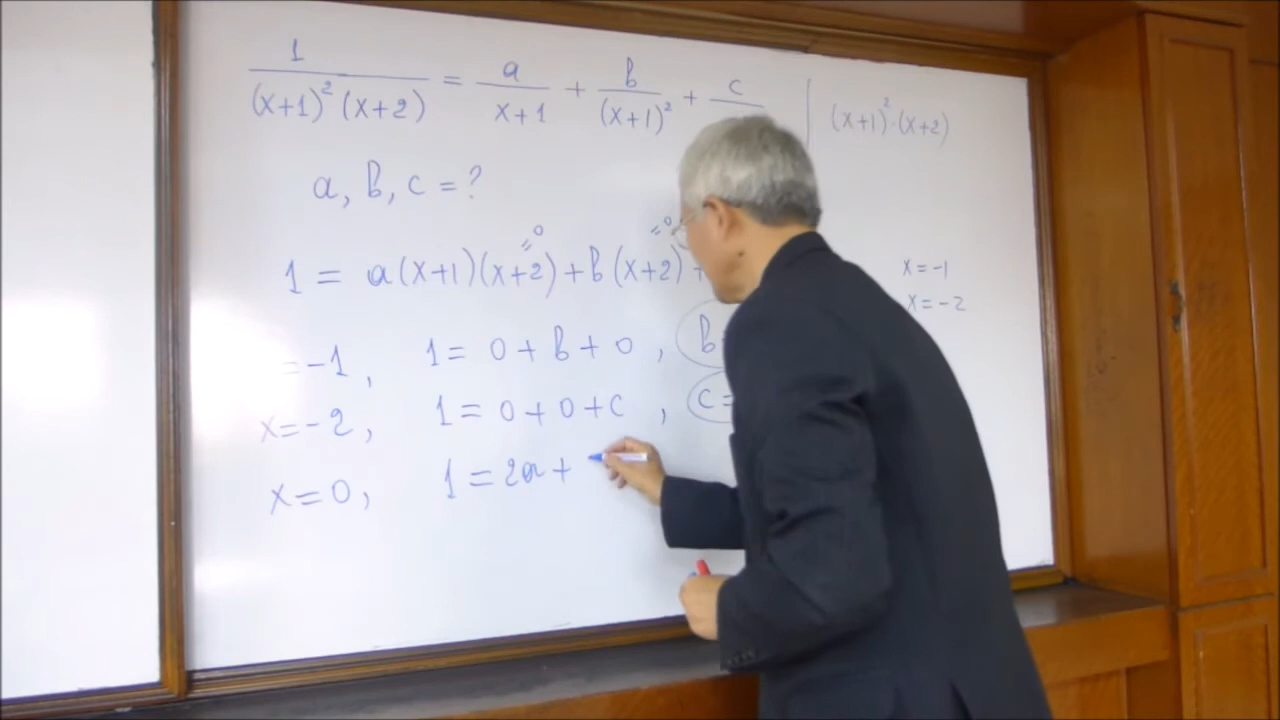 1/((x+1)²(x+2)) = a/(x+1) + b/(x+1)² + c/ | (x+1)²·(x+2)
a, b, c = ?
=0 =0
1 = a(x+1)(x+2) + b(x+2) + x=-1
x=-2
=-1, 1 = 0 + b + 0, b
x=-2, 1 = 0 + 0 + c, c=
x=0, 1 = 2a +